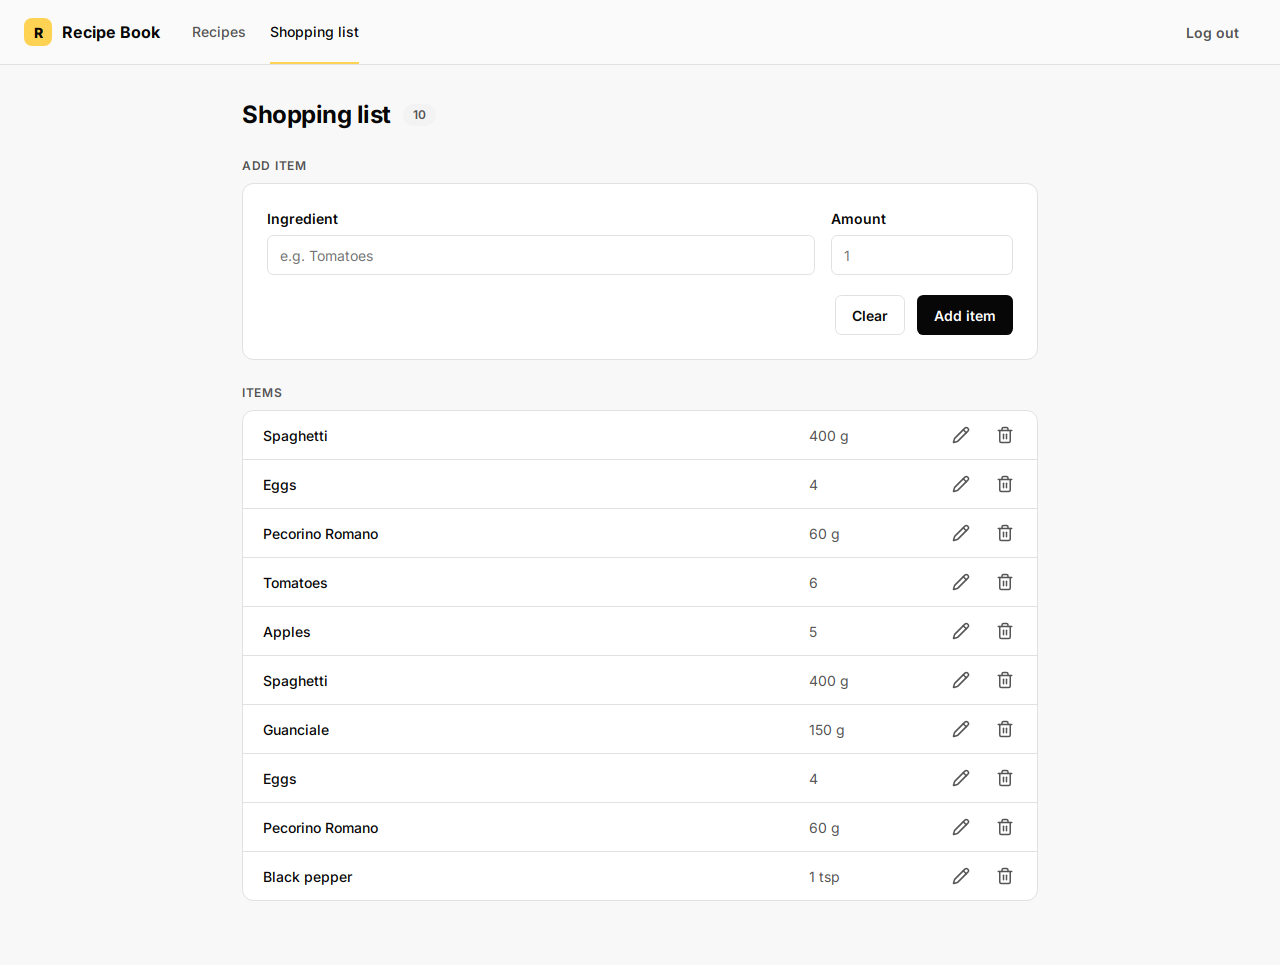 R Recipe Book Recipes Shopping list Log out
Shopping list 10
ADD ITEM
Ingredient Amount
e.g. Tomatoes 1
Clear Add item
ITEMS
Spaghetti 400 g
Eggs 4
Pecorino Romano 60 g
Tomatoes 6
Apples 5
Spaghetti 400 g
Guanciale 150 g
Eggs 4
Pecorino Romano 60 g
Black pepper 1 tsp